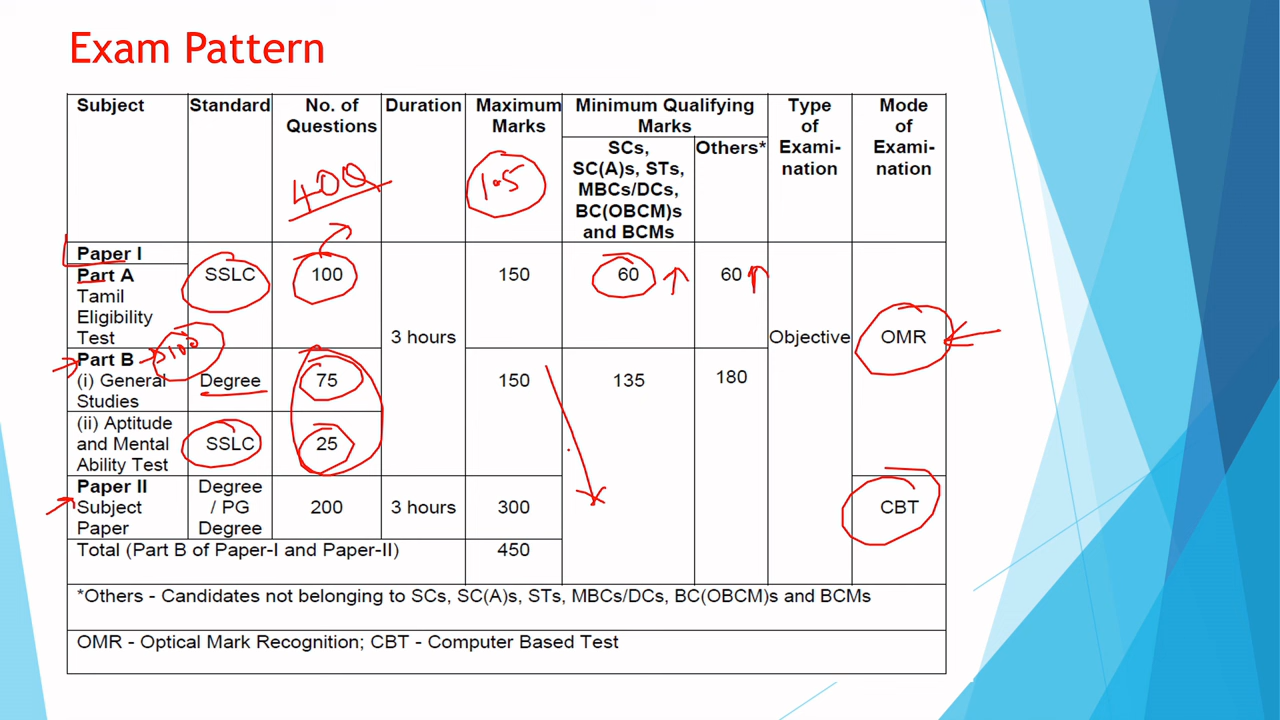 Exam Pattern
Subject Standard No. of Questions Duration Maximum Marks Minimum Qualifying Marks Type of Exami-nation Mode of Exami-nation
SCs, SC(A)s, STs, MBCs/DCs, BC(OBCM)s and BCMs Others*
400 1.5
Paper I
Part A SSLC 100 150 60 60
Tamil
Eligibility
Test 3 hours Objective OMR
Part B 100
(i) General Degree 75 150 135 180
Studies
(ii) Aptitude
and Mental SSLC 25
Ability Test
Paper II Degree
Subject / PG 200 3 hours 300 CBT
Paper Degree
Total (Part B of Paper-I and Paper-II) 450
*Others - Candidates not belonging to SCs, SC(A)s, STs, MBCs/DCs, BC(OBCM)s and BCMs
OMR - Optical Mark Recognition; CBT - Computer Based Test